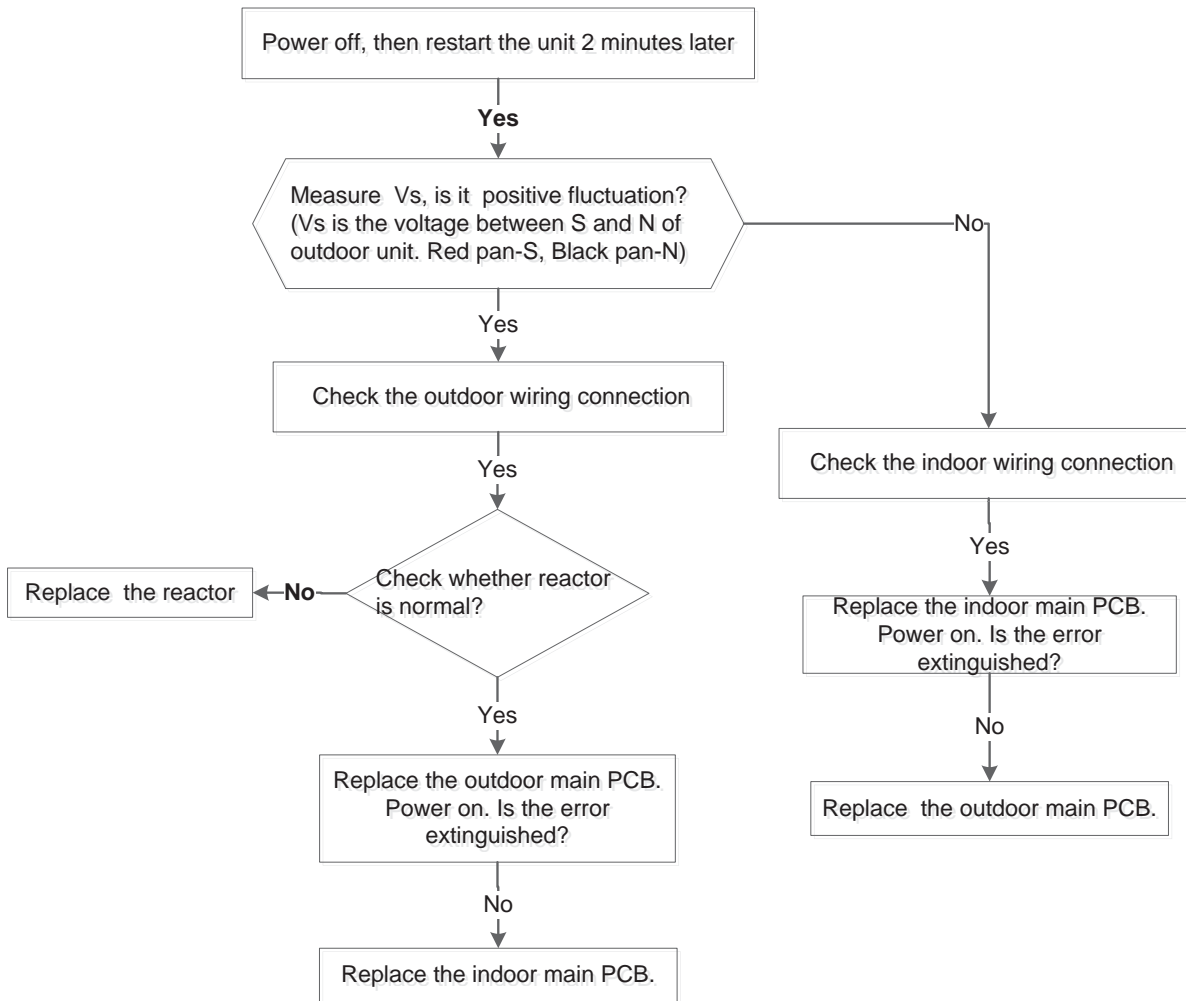 Power off, then restart the unit 2 minutes later
Yes
Measure Vs, is it positive fluctuation?
(Vs is the voltage between S and N of
outdoor unit. Red pan-S, Black pan-N)
No
Yes
Check the outdoor wiring connection
Check the indoor wiring connection
Yes
Yes
Check whether reactor
is normal?
No
Replace the reactor
Replace the indoor main PCB.
Power on. Is the error
extinguished?
Yes
No
Replace the outdoor main PCB.
Power on. Is the error
extinguished?
Replace the outdoor main PCB.
No
Replace the indoor main PCB.